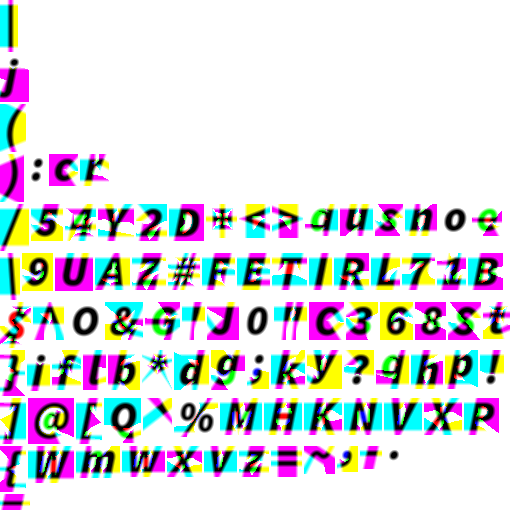 |
j
(
) : c r
/ 5 4 Y 2 D + < > a u s n o e
\ 9 U A Z # F E T I R L 7 1 B
$ ^ O & G | J 0 " C 3 6 8 S t
} i f l b * d g ; k y ? q h p !
] @ [ Q ` % M H K N V X P
{ W m w x v z = ~ , ' .
-